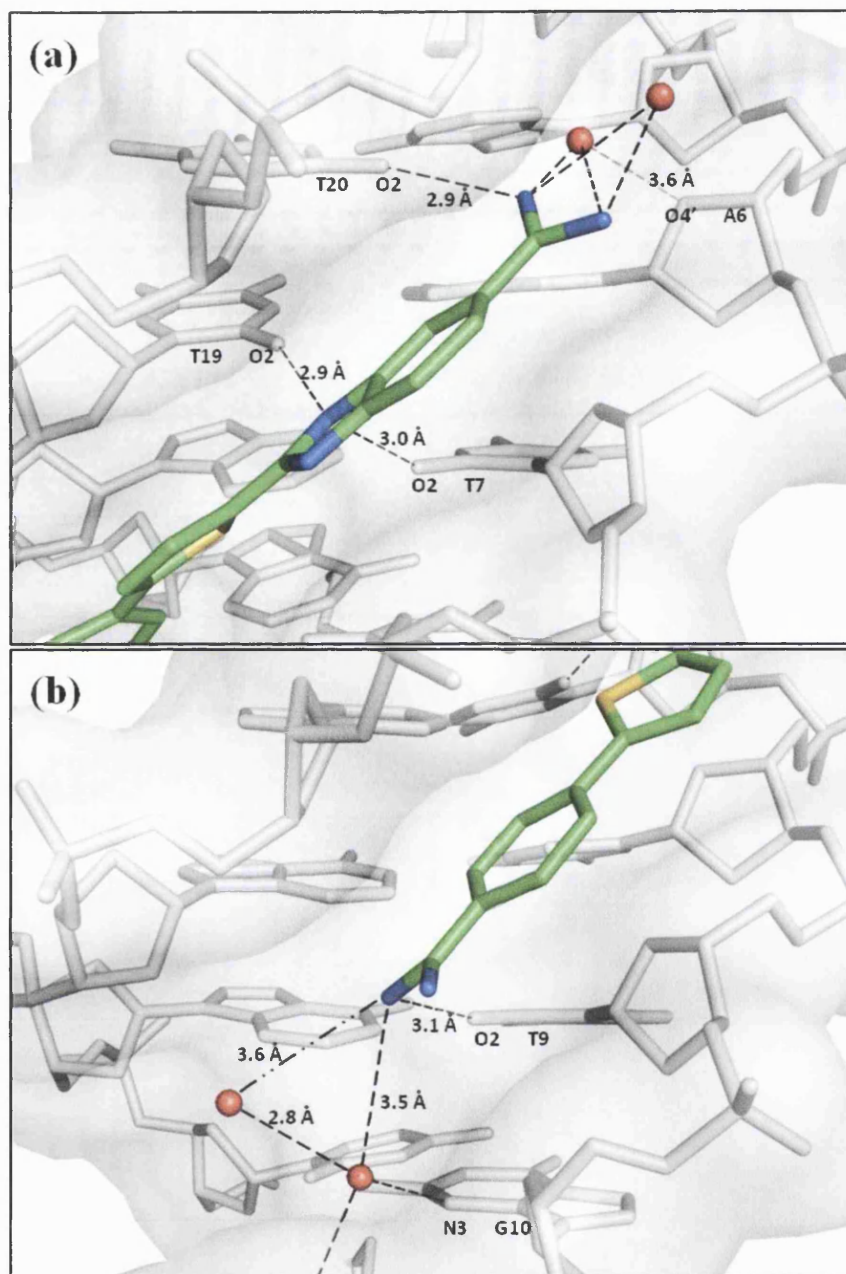 (a)
T20 O2
2.9 Å
3.6 Å
O4' A6
T19 O2
2.9 Å
3.0 Å
O2 T7
(b)
3.1 Å
O2 T9
3.6 Å
3.5 Å
2.8 Å
N3 G10